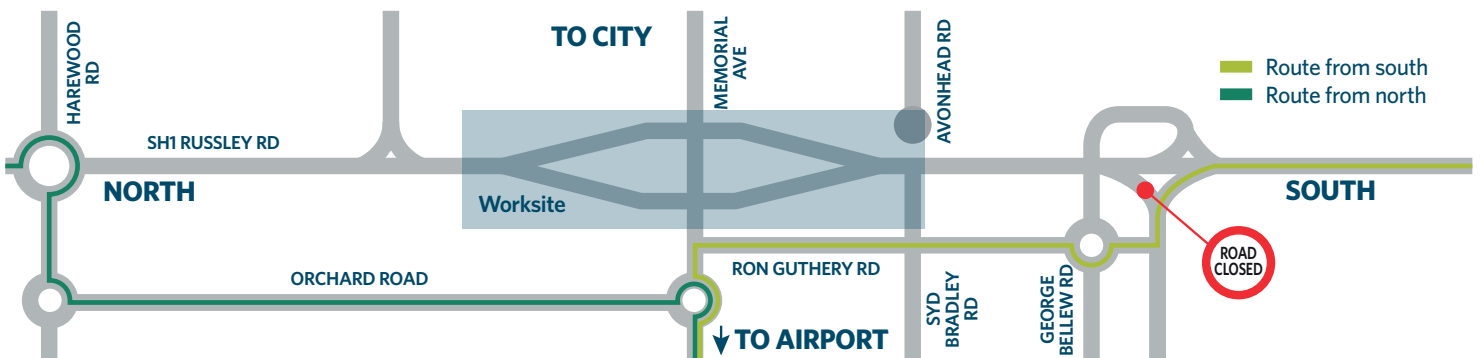 HAREWOOD
RD
TO CITY
MEMORIAL
AVE
AVONHEAD RD
Route from south
Route from north
SH1 RUSSLEY RD
NORTH
Worksite
SOUTH
ROAD
CLOSED
ORCHARD ROAD
RON GUTHERY RD
SYD
BRADLEY
RD
GEORGE
BELLEW RD
TO AIRPORT